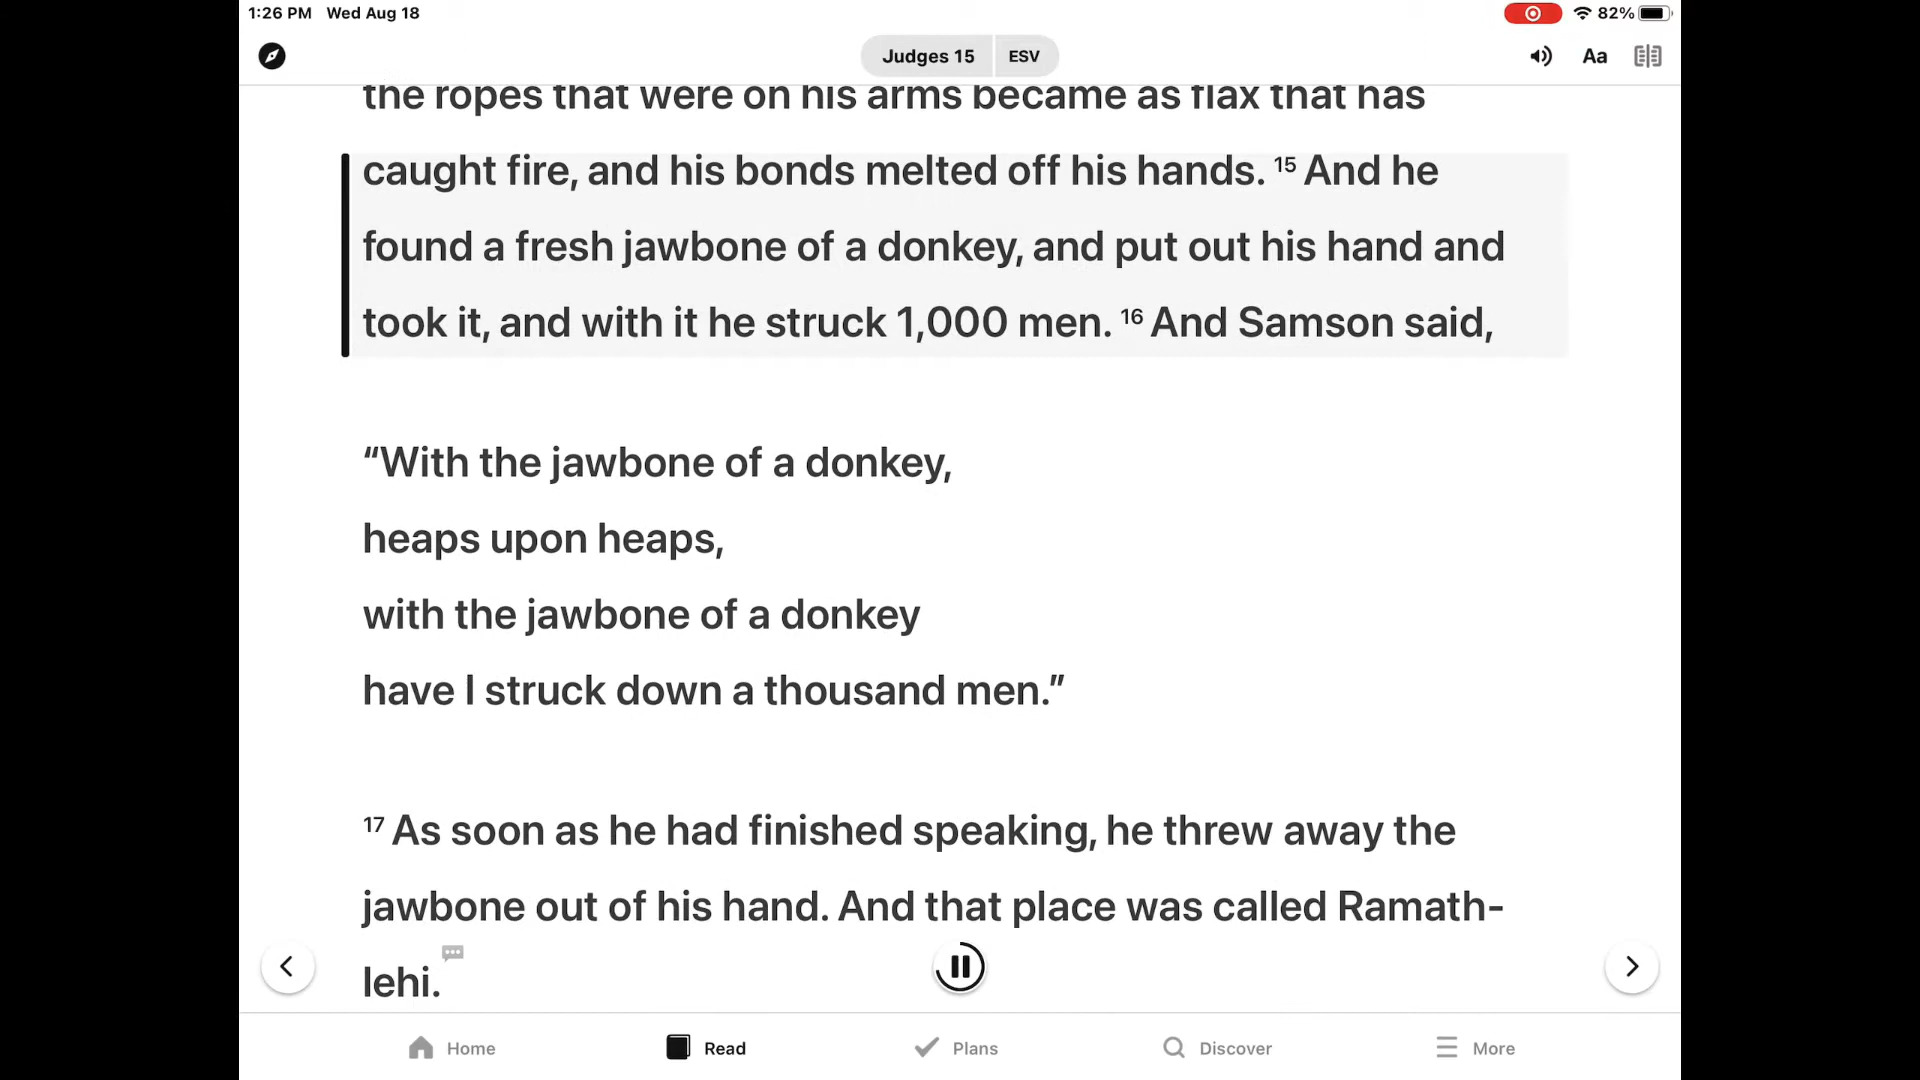 1:26 PM Wed Aug 18
82%
Judges 15 ESV
Aa
the ropes that were on his arms became as flax that has
caught fire, and his bonds melted off his hands. 15 And he
found a fresh jawbone of a donkey, and put out his hand and
took it, and with it he struck 1,000 men. 16 And Samson said,
“With the jawbone of a donkey,
heaps upon heaps,
with the jawbone of a donkey
have I struck down a thousand men.”
17 As soon as he had finished speaking, he threw away the
jawbone out of his hand. And that place was called Ramath-
lehi.
Home Read Plans Discover More